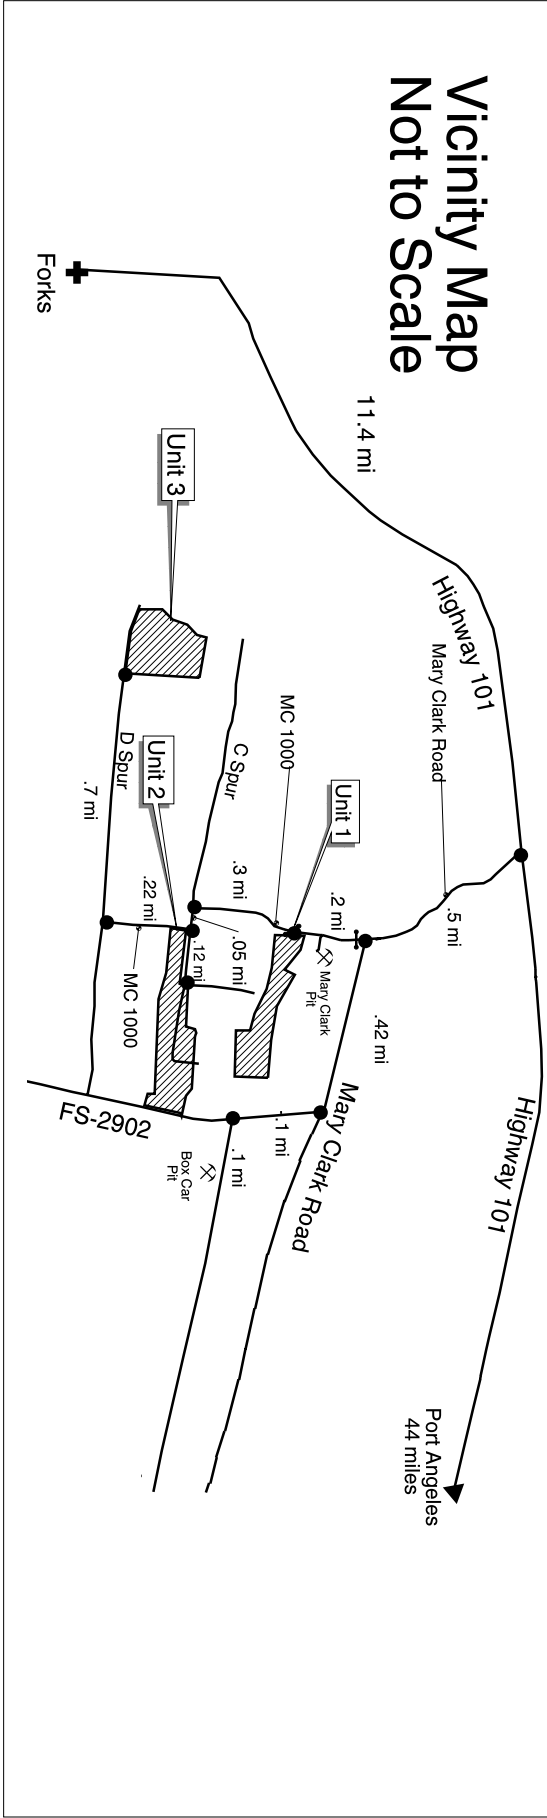 Vicinity Map
Not to Scale
Forks
11.4 mi
Highway 101
Mary Clark Road
.5 mi
Highway 101
Port Angeles
44 miles
Unit 3
C Spur
MC 1000
Unit 1
.2 mi
Mary Clark
Pit
.42 mi
Mary Clark Road
D Spur
.7 mi
Unit 2
.3 mi
.05 mi
.12 mi
.22 mi
MC 1000
.1 mi
.1 mi
FS-2902
Box Car
Pit